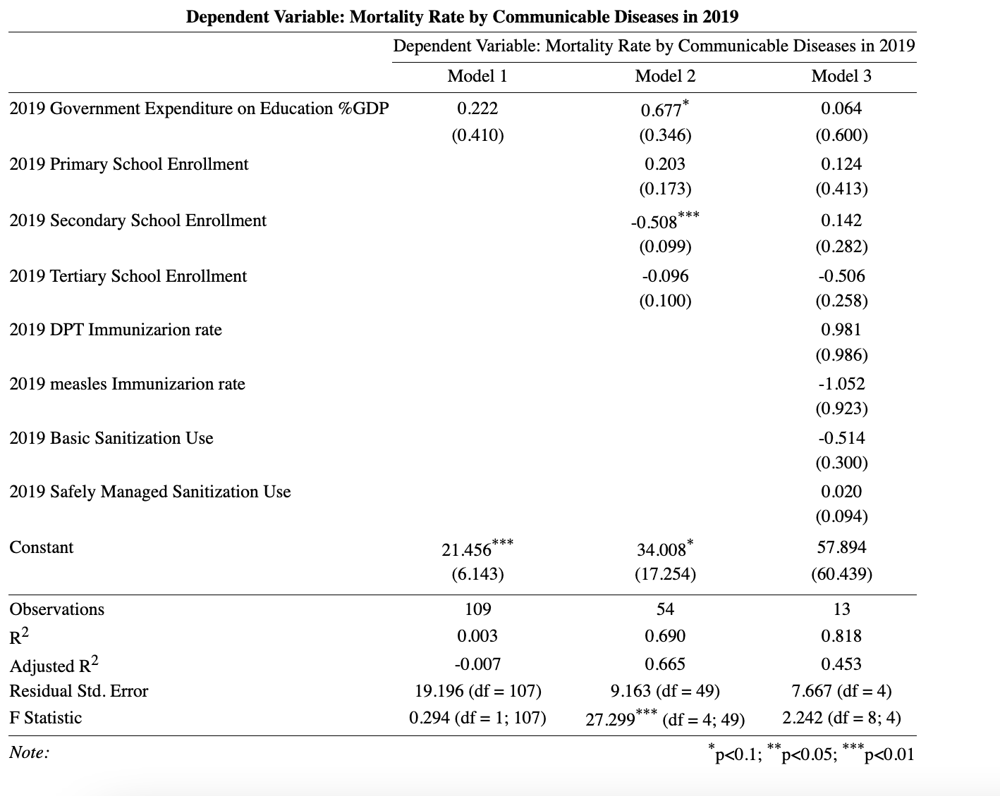 Dependent Variable: Mortality Rate by Communicable Diseases in 2019
Dependent Variable: Mortality Rate by Communicable Diseases in 2019
Model 1 Model 2 Model 3
2019 Government Expenditure on Education %GDP 0.222 0.677* 0.064
(0.410) (0.346) (0.600)
2019 Primary School Enrollment 0.203 0.124
(0.173) (0.413)
2019 Secondary School Enrollment -0.508*** 0.142
(0.099) (0.282)
2019 Tertiary School Enrollment -0.096 -0.506
(0.100) (0.258)
2019 DPT Immunizarion rate 0.981
(0.986)
2019 measles Immunizarion rate -1.052
(0.923)
2019 Basic Sanitization Use -0.514
(0.300)
2019 Safely Managed Sanitization Use 0.020
(0.094)
Constant 21.456*** 34.008* 57.894
(6.143) (17.254) (60.439)
Observations 109 54 13
R2 0.003 0.690 0.818
Adjusted R2 -0.007 0.665 0.453
Residual Std. Error 19.196 (df = 107) 9.163 (df = 49) 7.667 (df = 4)
F Statistic 0.294 (df = 1; 107) 27.299*** (df = 4; 49) 2.242 (df = 8; 4)
Note: *p<0.1; **p<0.05; ***p<0.01